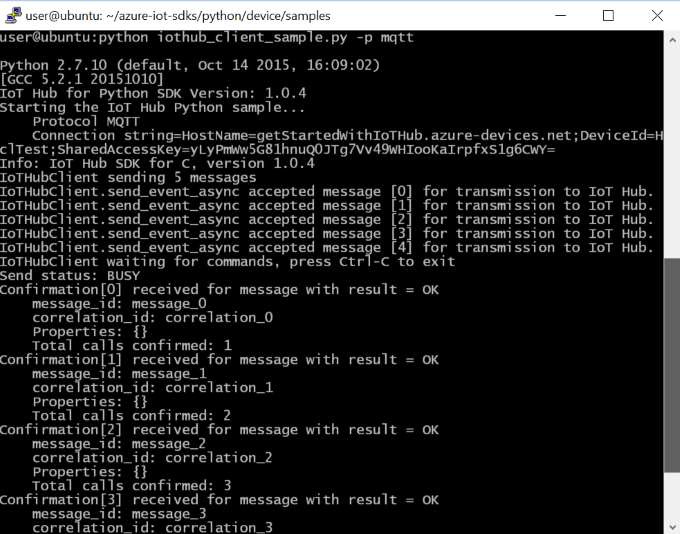 user@ubuntu: ~/azure-iot-sdks/python/device/samples
user@ubuntu:python iothub_client_sample.py -p mqtt
Python 2.7.10 (default, Oct 14 2015, 16:09:02)
[GCC 5.2.1 20151010]
IoT Hub for Python SDK Version: 1.0.4
Starting the IoT Hub Python sample...
    Protocol MQTT
    Connection string=HostName=getStartedWithIoTHub.azure-devices.net;DeviceId=H
clTest;SharedAccessKey=yLyPmWw5G81hnuQ0JTg7Vv49WHIooKaIrpfxS1g6CWY=
Info: IoT Hub SDK for C, version 1.0.4
IoTHubClient sending 5 messages
IoTHubClient.send_event_async accepted message [0] for transmission to IoT Hub.
IoTHubClient.send_event_async accepted message [1] for transmission to IoT Hub.
IoTHubClient.send_event_async accepted message [2] for transmission to IoT Hub.
IoTHubClient.send_event_async accepted message [3] for transmission to IoT Hub.
IoTHubClient.send_event_async accepted message [4] for transmission to IoT Hub.
IoTHubClient waiting for commands, press Ctrl-C to exit
Send status: BUSY
Confirmation[0] received for message with result = OK
    message_id: message_0
    correlation_id: correlation_0
    Properties: {}
    Total calls confirmed: 1
Confirmation[1] received for message with result = OK
    message_id: message_1
    correlation_id: correlation_1
    Properties: {}
    Total calls confirmed: 2
Confirmation[2] received for message with result = OK
    message_id: message_2
    correlation_id: correlation_2
    Properties: {}
    Total calls confirmed: 3
Confirmation[3] received for message with result = OK
    message_id: message_3
    correlation_id: correlation_3